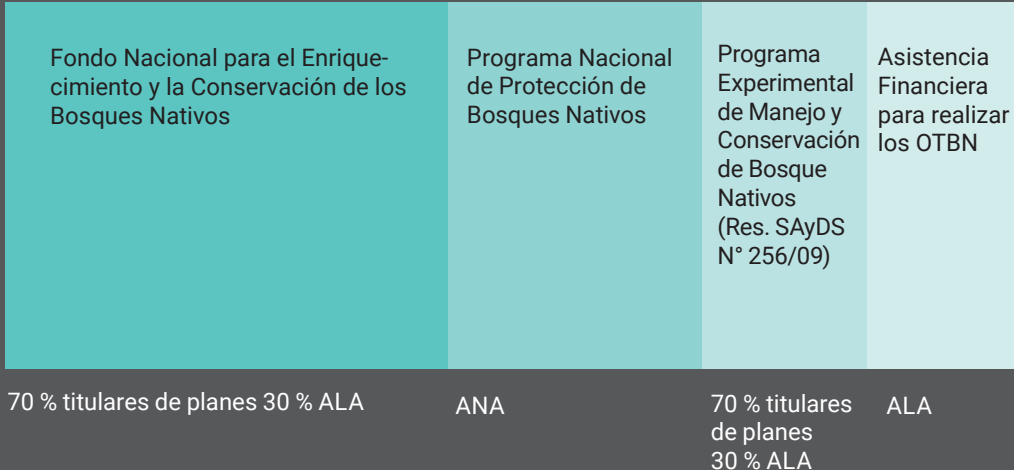 Fondo Nacional para el Enrique-
cimiento y la Conservación de los
Bosques Nativos
Programa Nacional
de Protección de
Bosques Nativos
Programa
Experimental
de Manejo y
Conservación
de Bosque
Nativos
(Res. SAyDS
N° 256/09)
Asistencia
Financiera
para realizar
los OTBN
70 % titulares de planes 30 % ALA
ANA
70 % titulares
de planes
30 % ALA
ALA